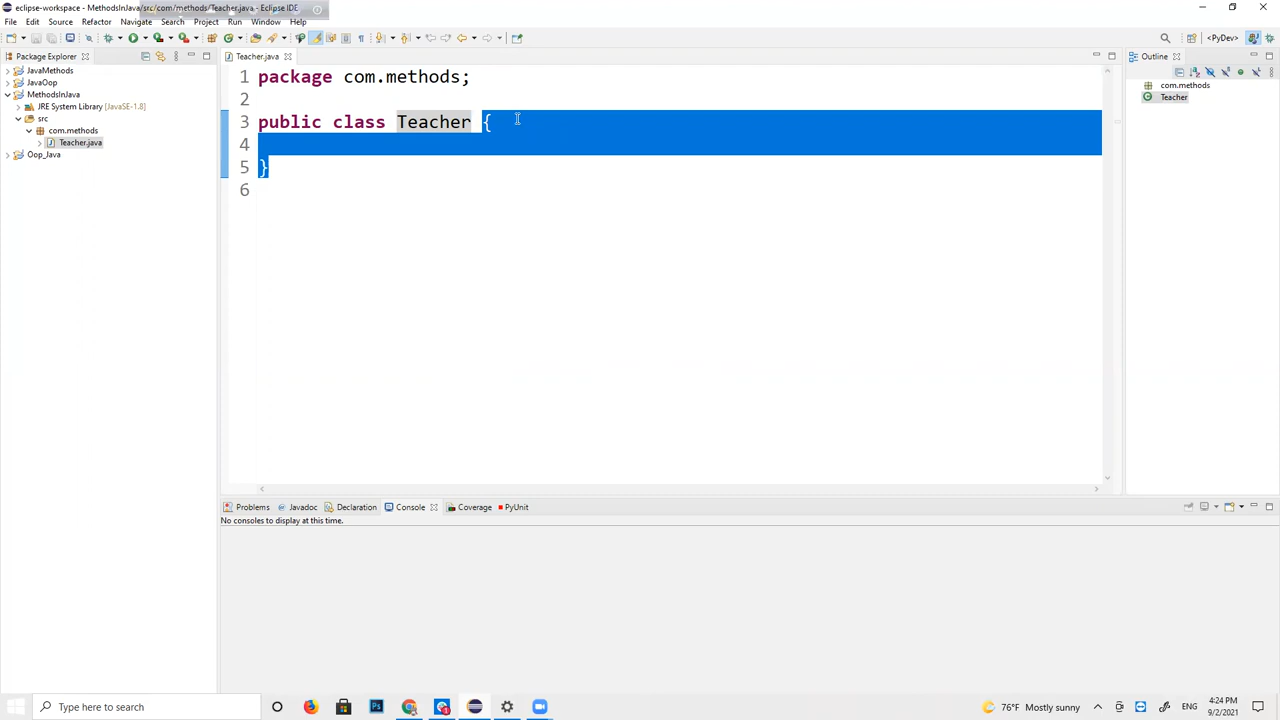 eclipse-workspace - MethodsInJava/src/com/methods/Teacher.java - Eclipse IDE
File Edit Source Refactor Navigate Search Project Run Window Help
<PyDev>
Package Explorer
JavaMethods
JavaOop
MethodsInJava
JRE System Library [JavaSE-1.8]
src
com.methods
Teacher.java
Oop_Java
Teacher.java
1 package com.methods;
2
3 public class Teacher {
4
5 }
6
Outline
com.methods
Teacher
Problems Javadoc Declaration Console Coverage PyUnit
No consoles to display at this time.
Type here to search
76°F Mostly sunny
ENG
4:24 PM
9/2/2021